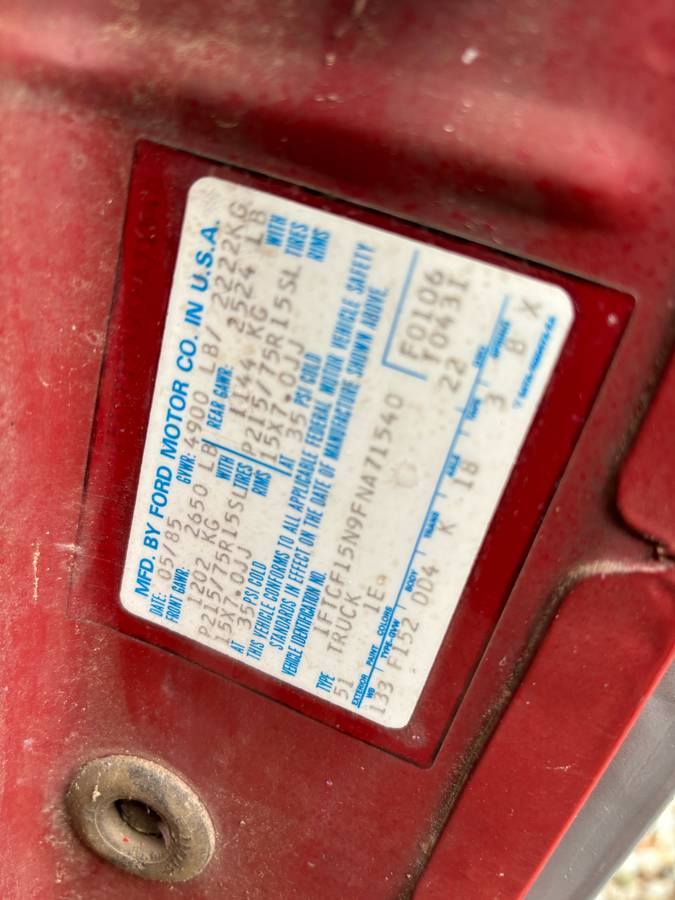 MFD. BY FORD MOTOR CO. IN U.S.A.
DATE: 05/85 GVWR: 4900 LB/ 2222KG
FRONT GAWR: 2650 LB REAR GAWR: 2524 LB
1202 KG WITH 1144 KG WITH
P215/75R15SL TIRES P215/75R15SL TIRES
15X7.0JJ RIMS 15X7.0JJ RIMS
AT 35 PSI COLD AT 35 PSI COLD
THIS VEHICLE CONFORMS TO ALL APPLICABLE FEDERAL MOTOR VEHICLE SAFETY
STANDARDS IN EFFECT ON THE DATE OF MANUFACTURE SHOWN ABOVE.
VEHICLE IDENTIFICATION NO.
1FTCF15N9FNA71540
TYPE TRUCK F0106
51 1E T0431
22
EXTERIOR PAINT COLORS
WB TYPE-GVW BODY TRANS AXLE TAPE SPRINGS
133 F152 DD4 K 18 3 8 X